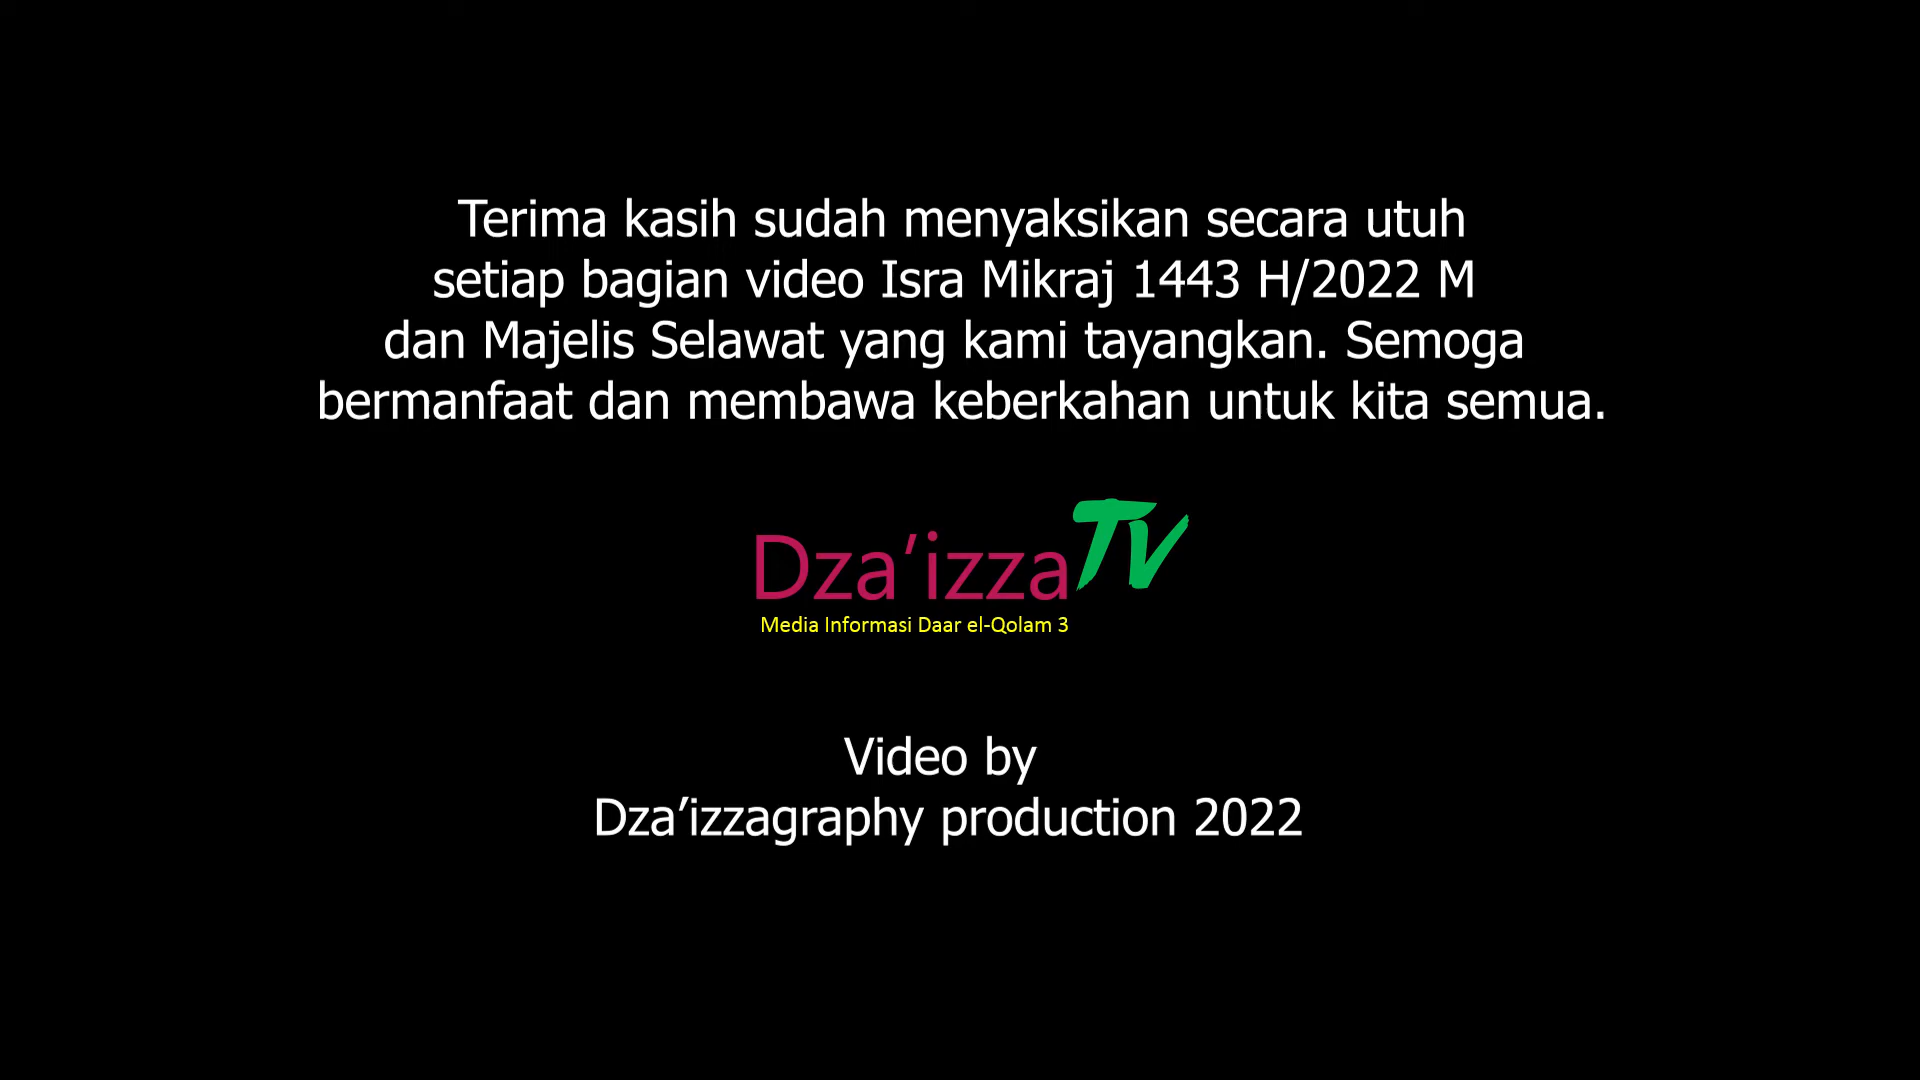 Terima kasih sudah menyaksikan secara utuh
setiap bagian video Isra Mikraj 1443 H/2022 M
dan Majelis Selawat yang kami tayangkan. Semoga
bermanfaat dan membawa keberkahan untuk kita semua.
Dza’izza TV
Media Informasi Daar el-Qolam 3
Video by
Dza’izzagraphy production 2022